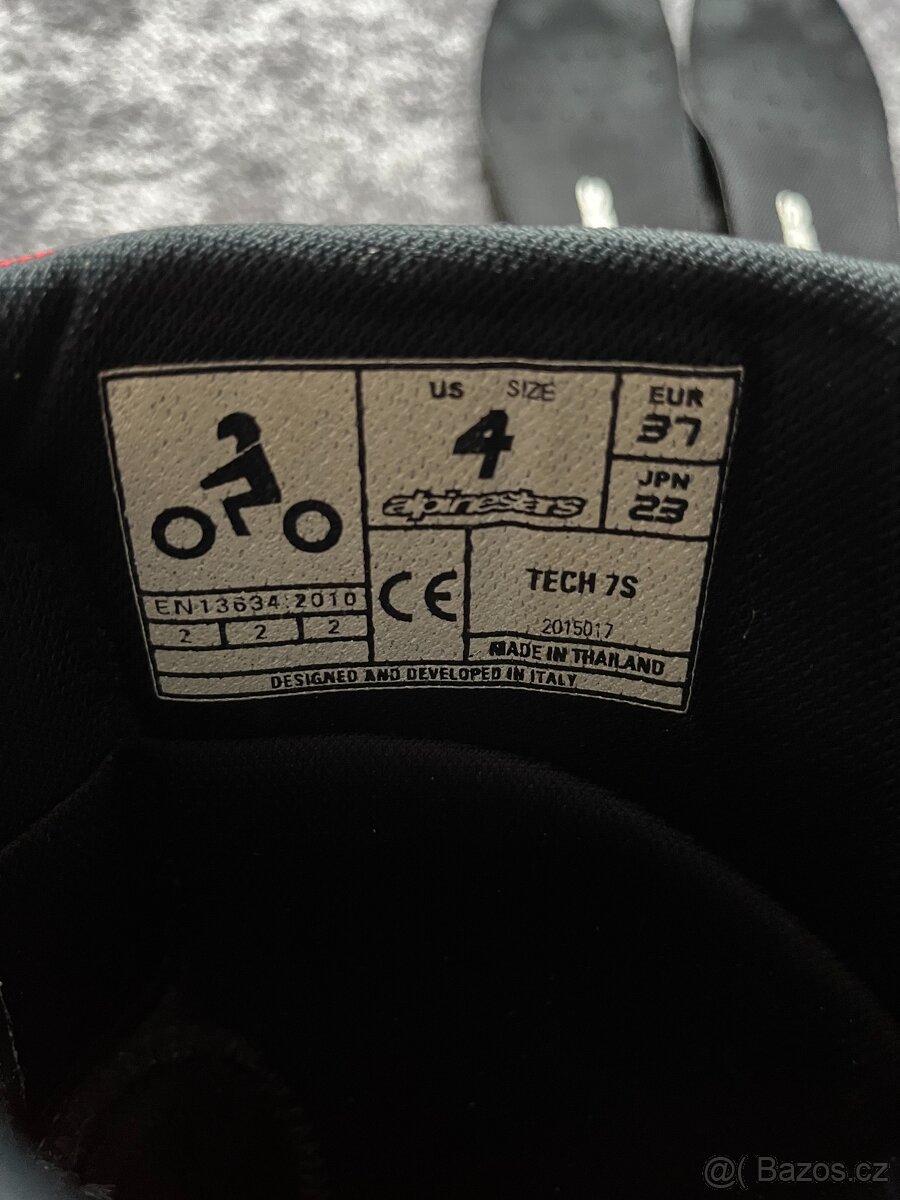 US SIZE
4
alpinestars
EUR
37
JPN
23
EN13634:2010
2 2 2
CE
TECH 7S
2015017
MADE IN THAILAND
DESIGNED AND DEVELOPED IN ITALY
@( Bazos.cz